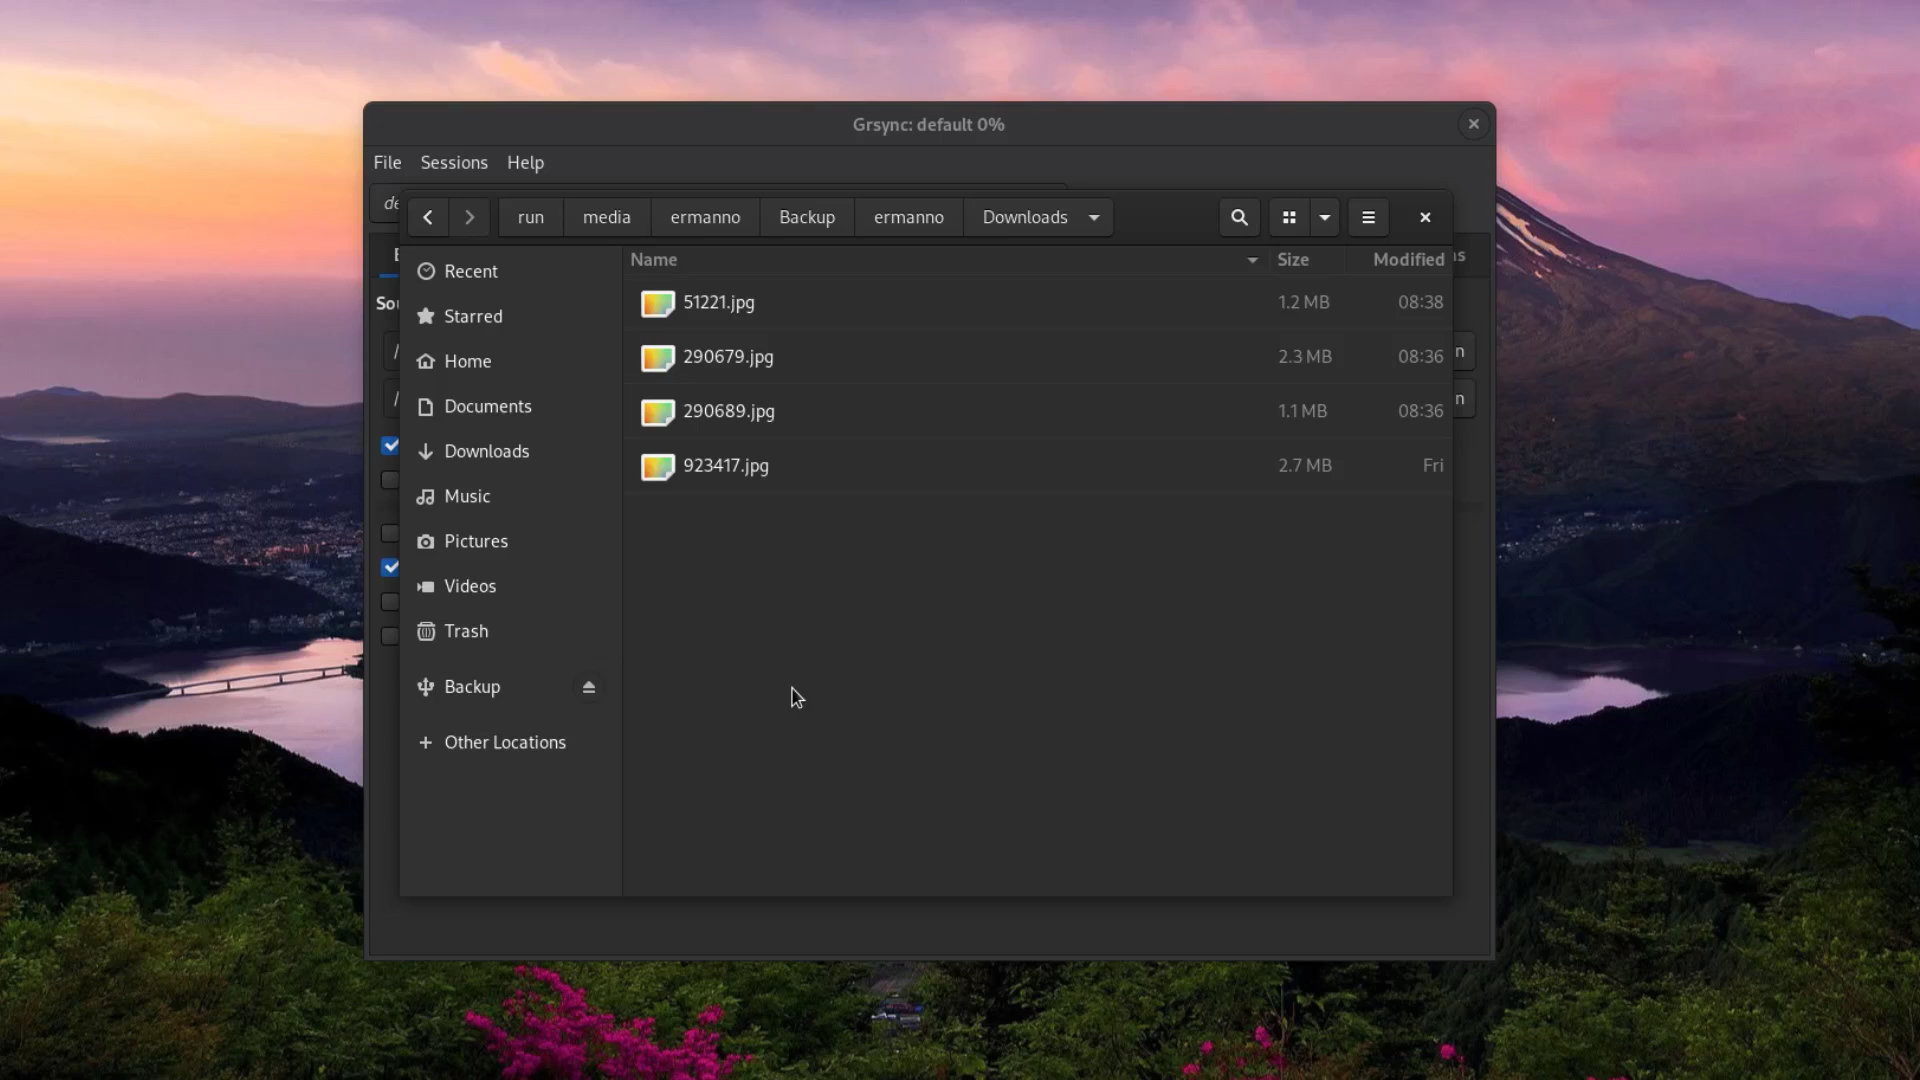 Grsync: default 0%
File Sessions Help
de
run media ermanno Backup ermanno Downloads
Name Size Modified
Recent
Starred
Home
Documents
Downloads
Music
Pictures
Videos
Trash
Backup
Other Locations
51221.jpg 1.2 MB 08:38
290679.jpg 2.3 MB 08:36
290689.jpg 1.1 MB 08:36
923417.jpg 2.7 MB Fri
Sou
s
n
n